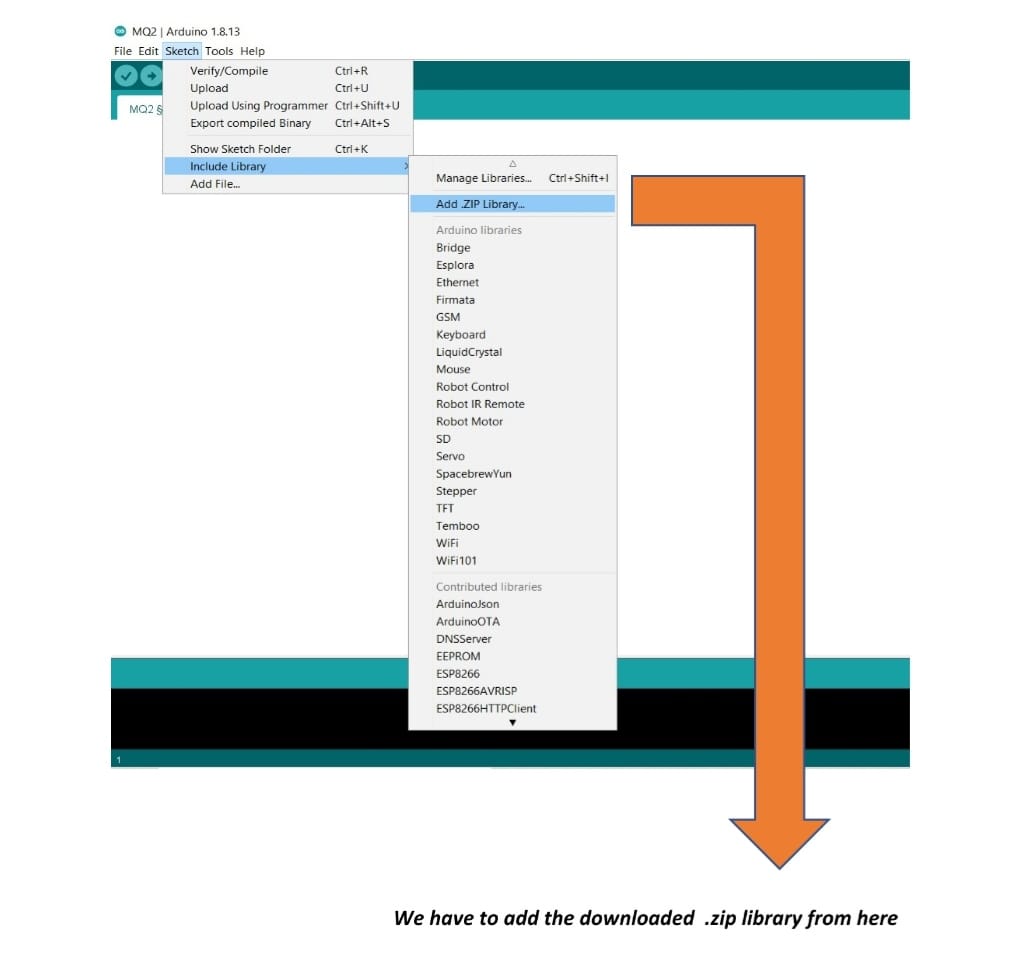 MQ2 | Arduino 1.8.13
File Edit Sketch Tools Help
MQ2 §
Verify/Compile Ctrl+R
Upload Ctrl+U
Upload Using Programmer Ctrl+Shift+U
Export compiled Binary Ctrl+Alt+S
Show Sketch Folder Ctrl+K
Include Library
Add File...
Manage Libraries... Ctrl+Shift+I
Add .ZIP Library...
Arduino libraries
Bridge
Esplora
Ethernet
Firmata
GSM
Keyboard
LiquidCrystal
Mouse
Robot Control
Robot IR Remote
Robot Motor
SD
Servo
SpacebrewYun
Stepper
TFT
Temboo
WiFi
WiFi101
Contributed libraries
ArduinoJson
ArduinoOTA
DNSServer
EEPROM
ESP8266
ESP8266AVRISP
ESP8266HTTPClient
1
We have to add the downloaded .zip library from here